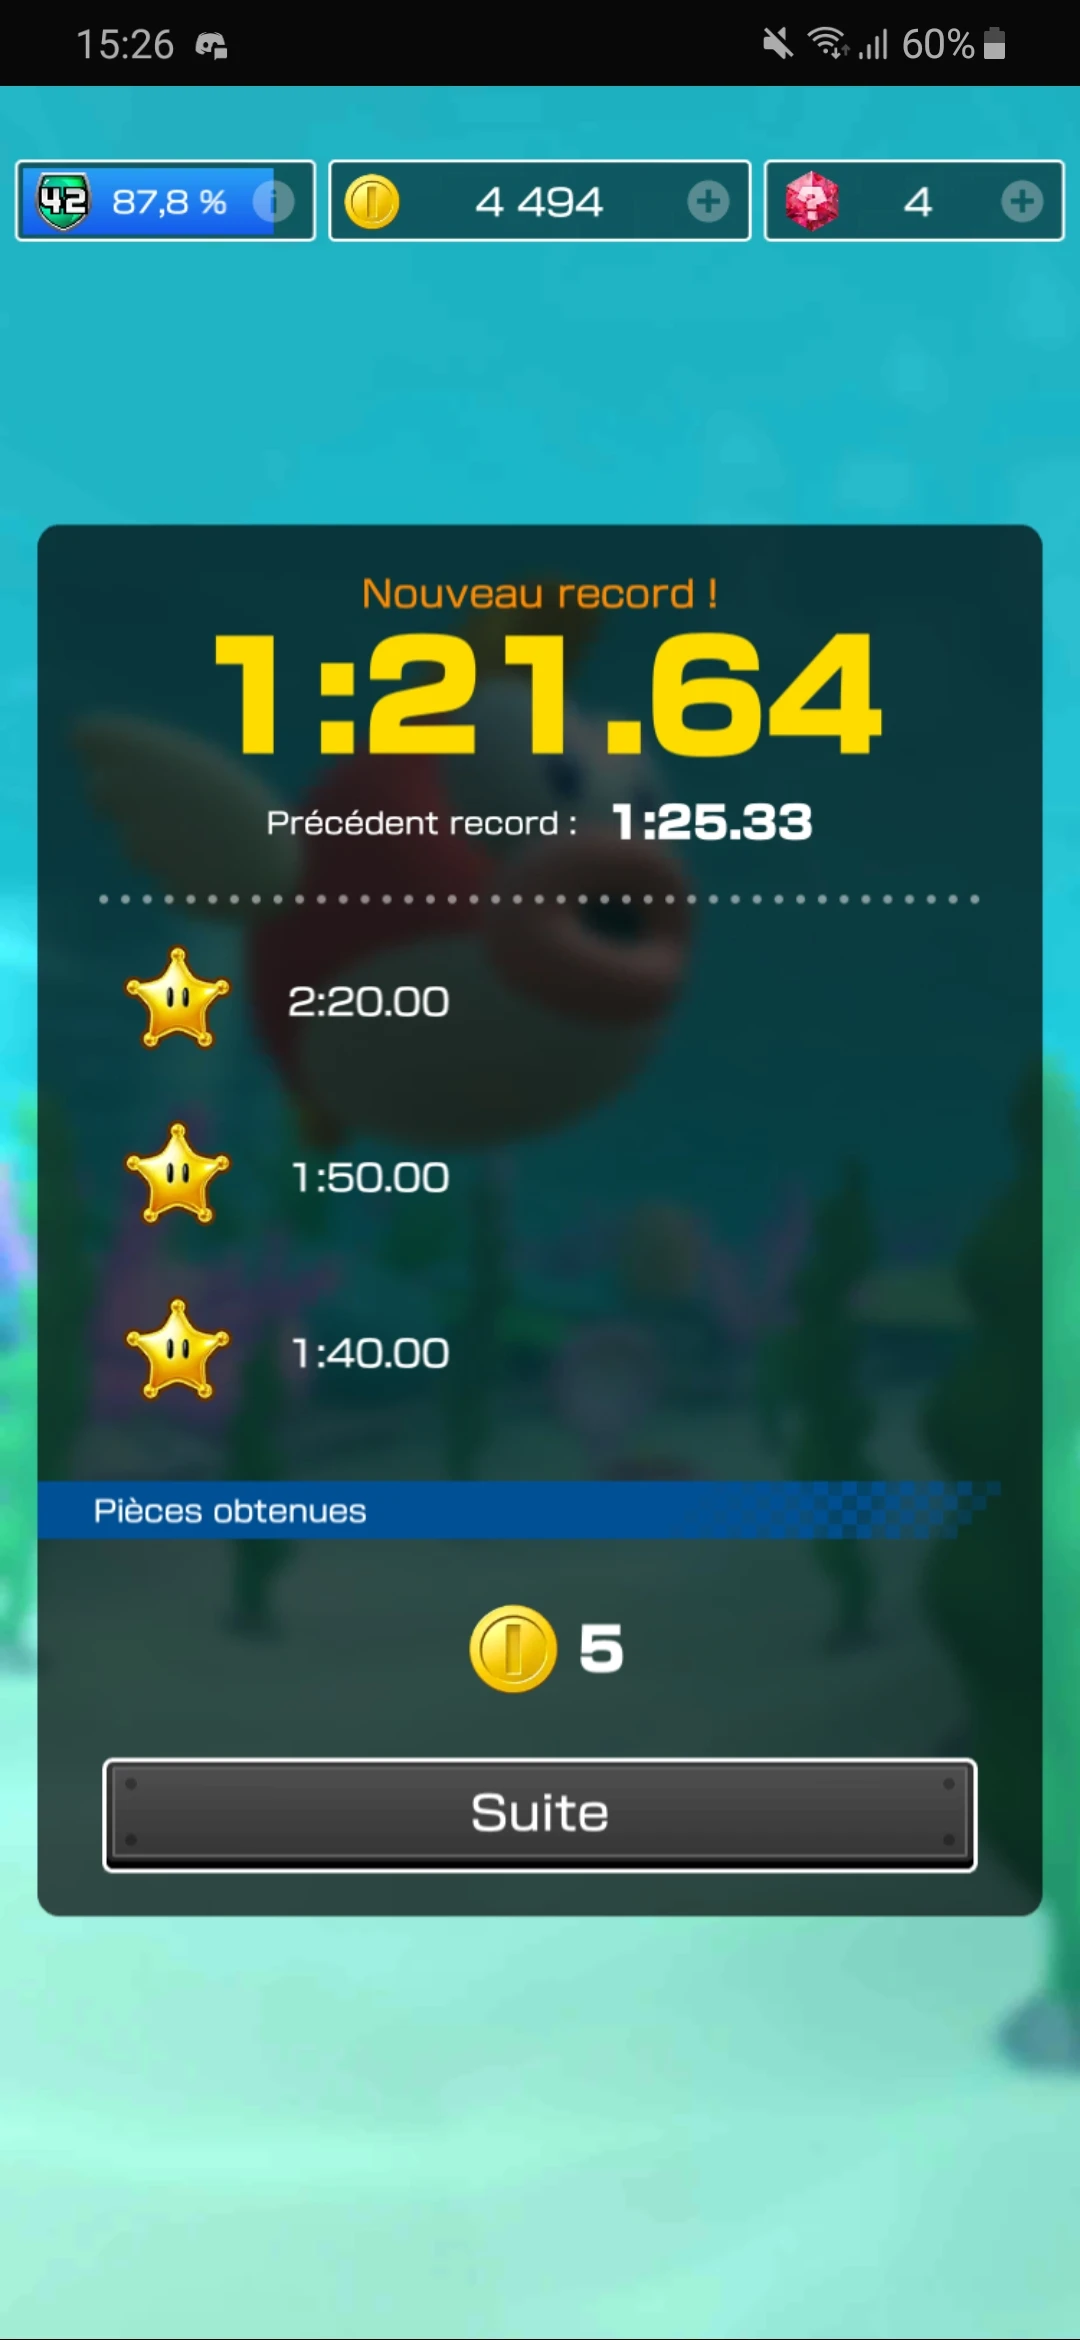 15:26
60%
42 87,8 % i
4 494 +
4 +
Nouveau record !
1:21.64
Précédent record : 1:25.33
2:20.00
1:50.00
1:40.00
Pièces obtenues
5
Suite